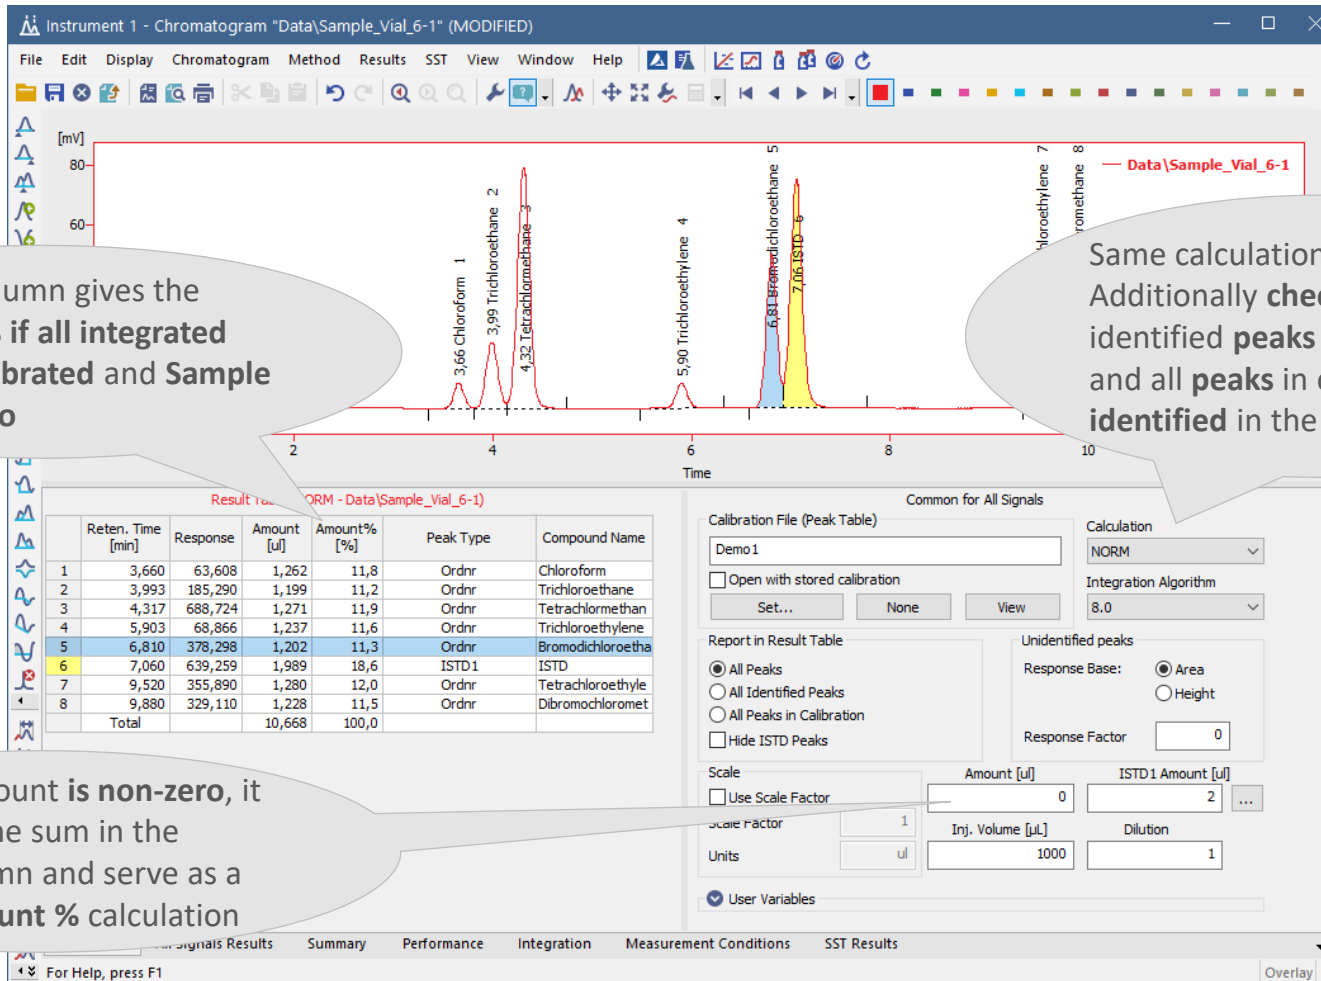 Instrument 1 - Chromatogram "Data\Sample_Vial_6-1" (MODIFIED)
File Edit Display Chromatogram Method Results SST View Window Help
[mV]
80
60
3,66 Chloroform 1
3,99 Trichloroethane 2
4,32 Tetrachlormethane 3
5,90 Trichloroethylene 4
6,81 Bromodichloroethane 5
7,06 ISTD 6
hloroethylene 7
romethane 8
Data\Sample_Vial_6-1
umn gives the
if all integrated
brated and Sample
o
Same calculation
Additionally chec
identified peaks
and all peaks in
identified in the
2 4 6 8 10
Time
Result Ta ORM - Data\Sample_Vial_6-1)
Reten. Time [min] Response Amount [ul] Amount% [%] Peak Type Compound Name
1 3,660 63,608 1,262 11,8 Ordnr Chloroform
2 3,993 185,290 1,199 11,2 Ordnr Trichloroethane
3 4,317 688,724 1,271 11,9 Ordnr Tetrachlormethan
4 5,903 68,866 1,237 11,6 Ordnr Trichloroethylene
5 6,810 378,298 1,202 11,3 Ordnr Bromodichloroetha
6 7,060 639,259 1,989 18,6 ISTD1 ISTD
7 9,520 355,890 1,280 12,0 Ordnr Tetrachloroethyle
8 9,880 329,110 1,228 11,5 Ordnr Dibromochloromet
Total 10,668 100,0
Common for All Signals
Calibration File (Peak Table)
Demo1
Open with stored calibration
Set... None View
Calculation
NORM
Integration Algorithm
8.0
Report in Result Table
All Peaks
All Identified Peaks
All Peaks in Calibration
Hide ISTD Peaks
Unidentified peaks
Response Base: Area
Height
Response Factor 0
Scale
Use Scale Factor
Scale Factor 1
Units ul
Amount [ul]
0
ISTD1 Amount [ul]
2 ...
Inj. Volume [µL]
1000
Dilution
1
User Variables
ount is non-zero, it
he sum in the
mn and serve as a
unt % calculation
All Signals Results Summary Performance Integration Measurement Conditions SST Results
For Help, press F1
Overlay